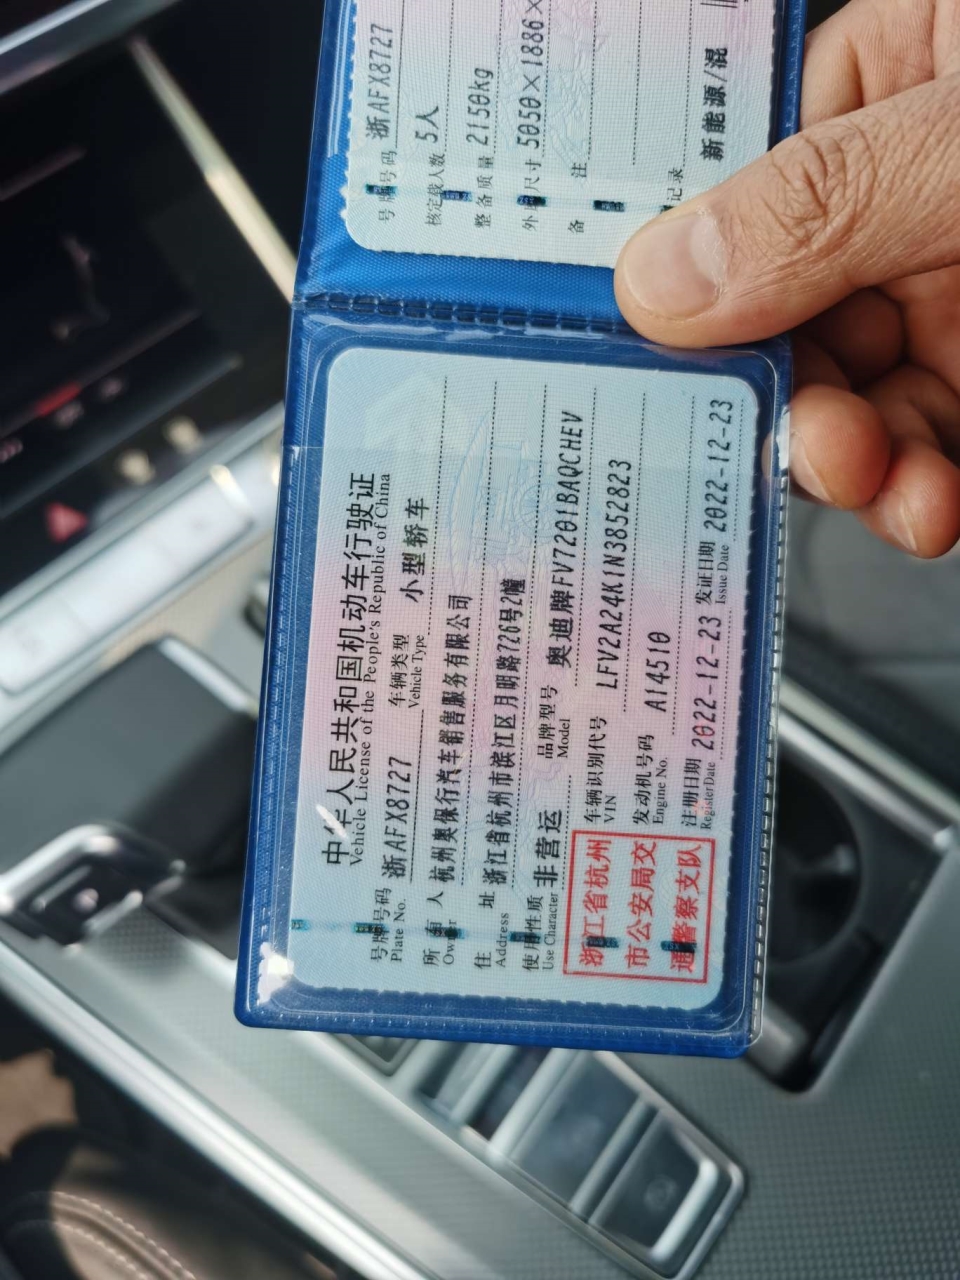 中华人民共和国机动车行驶证
Vehicle License of the People's Republic of China
号牌号码 浙AFX8727 车辆类型 小型轿车
Plate No. Vehicle Type
所有人 杭州奥保行汽车销售服务有限公司
Owner
住址 浙江省杭州市滨江区月明路726号2幢
Address
使用性质 非营运 品牌型号 奥迪牌FV7201BAQCHEV
Use Character Model
浙江省杭州
市公安局交
通警察支队
车辆识别代号 LFV2A24K1N3852823
VIN
发动机号码 A14510
Engine No.
注册日期 2022-12-23 发证日期 2022-12-23
Register Date Issue Date
号牌号码 浙AFX8727
核定载人数 5人
整备质量 2150kg
外廓尺寸 5050×1886×
备注
记录 新能源/混